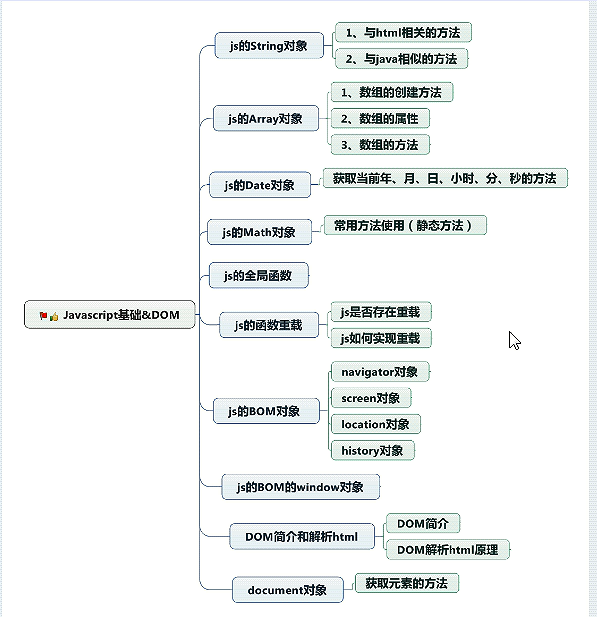 Javascript基础&DOM
js的String对象
1、与html相关的方法
2、与java相似的方法
js的Array对象
1、数组的创建方法
2、数组的属性
3、数组的方法
js的Date对象
获取当前年、月、日、小时、分、秒的方法
js的Math对象
常用方法使用（静态方法）
js的全局函数
js的函数重载
js是否存在重载
js如何实现重载
js的BOM对象
navigator对象
screen对象
location对象
history对象
js的BOM的window对象
DOM简介和解析html
DOM简介
DOM解析html原理
document对象
获取元素的方法